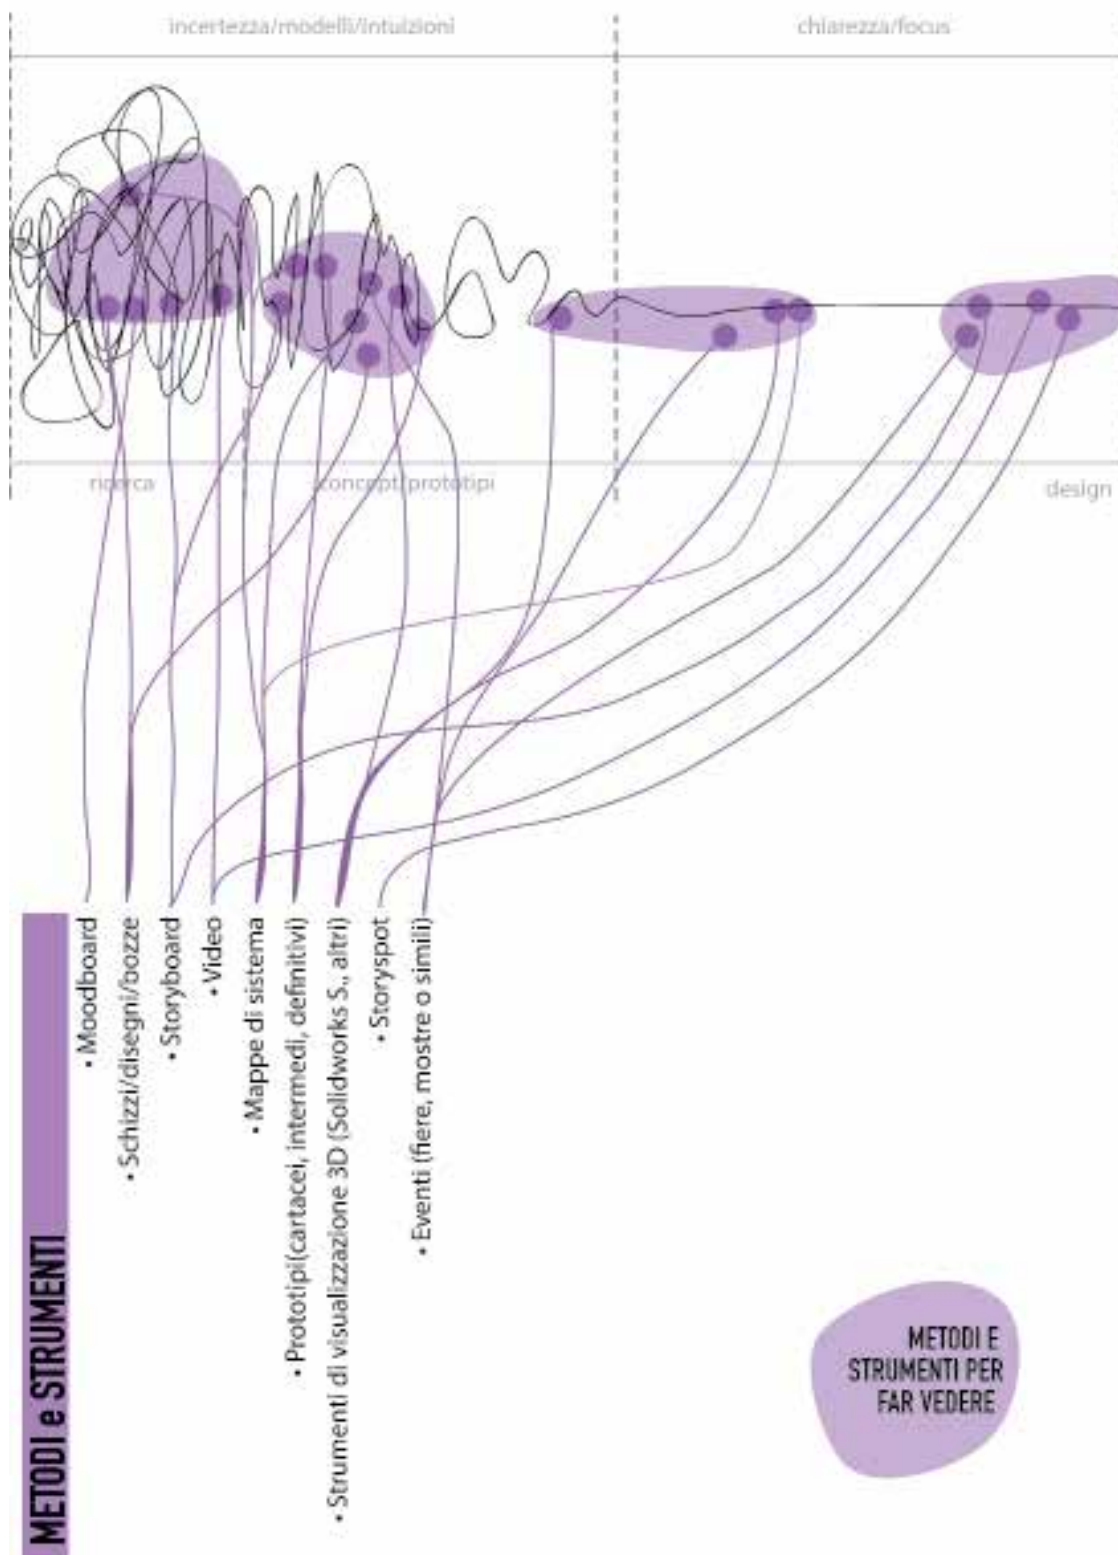 incertezza/modelli/intuizioni
chiarezza/focus
ricerca
concept/prototipi
design
METODI e STRUMENTI
• Moodboard
• Schizzi/disegni/bozze
• Storyboard
• Video
• Mappe di sistema
• Prototipi(cartacei, intermedi, definitivi)
• Strumenti di visualizzazione 3D (Solidworks S., altri)
• Storyspot
• Eventi (fiere, mostre o simili)
METODI E
STRUMENTI PER
FAR VEDERE